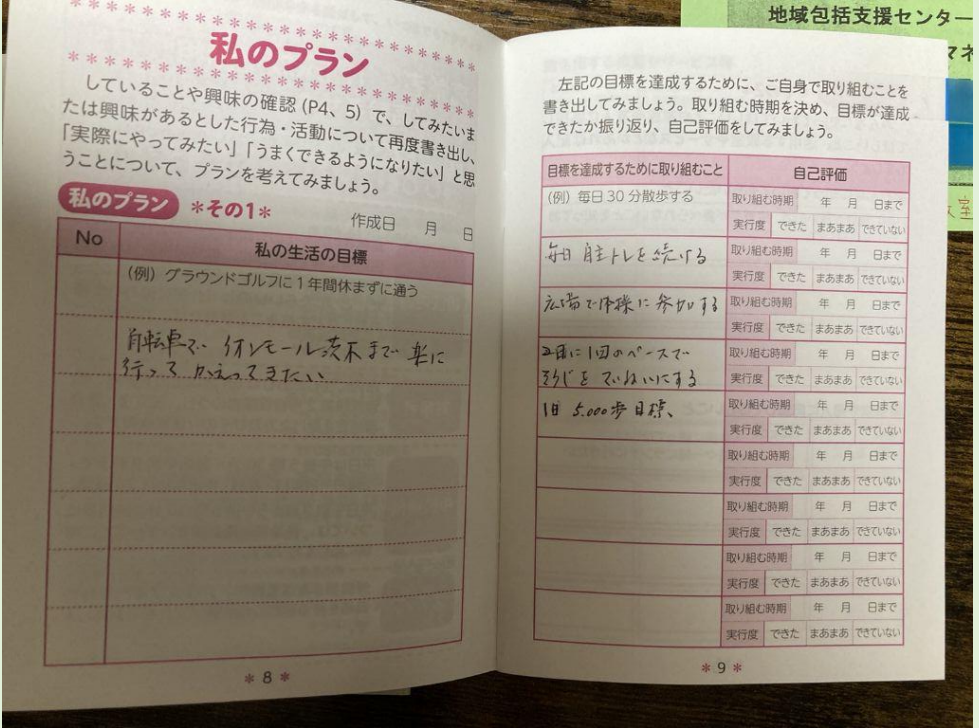 地域包括支援センター
マネ
室
私のプラン
していることや興味の確認(P4、5)で、してみたいま
たは興味があるとした行為・活動について再度書き出し、
「実際にやってみたい」「うまくできるようになりたい」と思
うことについて、プランを考えてみましょう。
私のプラン *その1*
作成日 月 日
No 私の生活の目標
(例)グラウンドゴルフに1年間休まずに通う
自転車で イオンモール茨木まで 楽に
行って かえってきたい
* 8 *
左記の目標を達成するために、ご自身で取り組むことを
書き出してみましょう。取り組む時期を決め、目標が達成
できたか振り返り、自己評価をしてみましょう。
目標を達成するために取り組むこと 自己評価
(例)毎日30分散歩する 取り組む時期 年 月 日まで
実行度 できた まあまあ できていない
毎日 自主トレを続ける 取り組む時期 年 月 日まで
実行度 できた まあまあ できていない
広場で体操に参加する 取り組む時期 年 月 日まで
実行度 できた まあまあ できていない
2日に1回のペースで 取り組む時期 年 月 日まで
そうじをていねいにする 実行度 できた まあまあ できていない
1日 5,000歩目標、 取り組む時期 年 月 日まで
実行度 できた まあまあ できていない
取り組む時期 年 月 日まで
実行度 できた まあまあ できていない
取り組む時期 年 月 日まで
実行度 できた まあまあ できていない
取り組む時期 年 月 日まで
実行度 できた まあまあ できていない
取り組む時期 年 月 日まで
実行度 できた まあまあ できていない
* 9 *